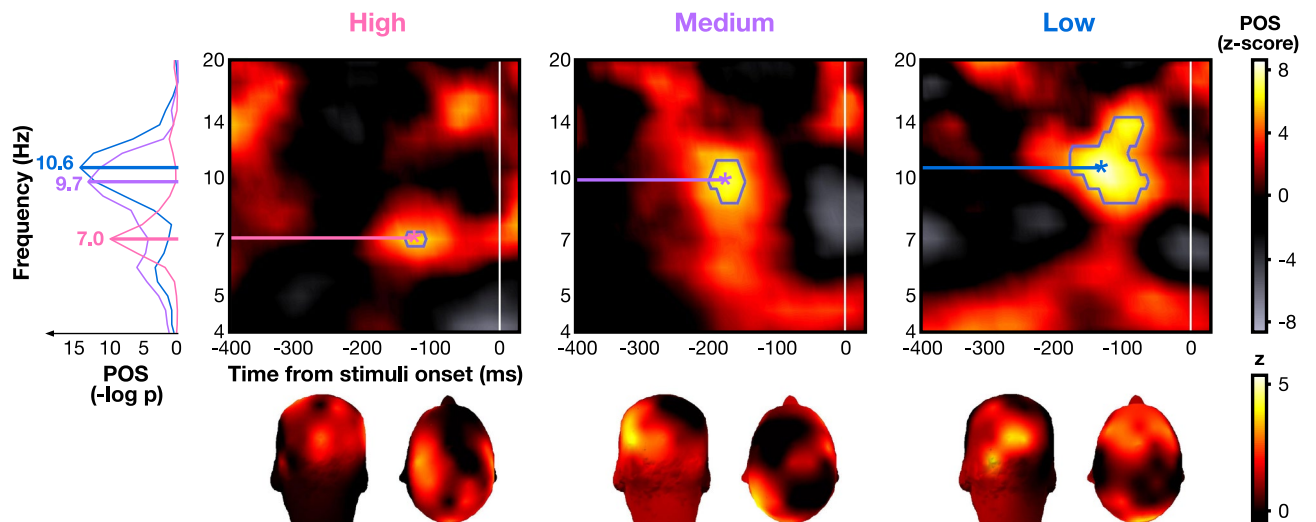 High
Medium
Low
POS
(z-score)
Frequency (Hz)
20
14
10
7
5
4
20
14
10
7
5
4
20
14
10
7
5
4
8
4
0
-4
-8
10.6
9.7
7.0
*
*
*
15 10 5 0
POS
(-log p)
-400 -300 -200 -100 0
Time from stimuli onset (ms)
-400 -300 -200 -100 0
-400 -300 -200 -100 0
z
5
0